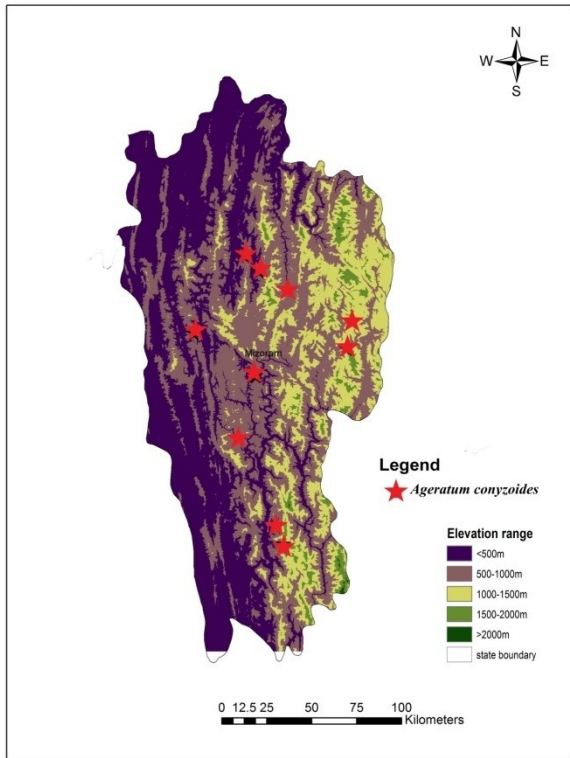 N
W E
S
Mizoram
Legend
Ageratum conyzoides
Elevation range
<500m
500-1000m
1000-1500m
1500-2000m
>2000m
state boundary
0 12.5 25 50 75 100
Kilometers